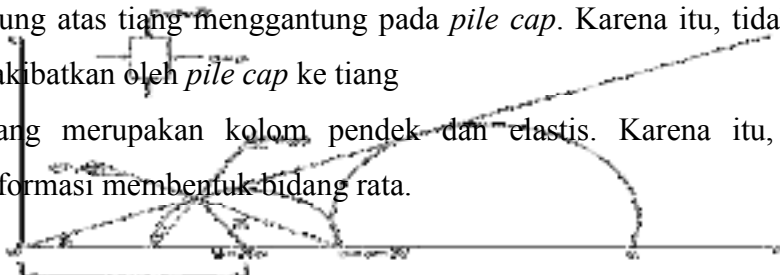 ung atas tiang menggantung pada pile cap. Karena itu, tida
akibatkan oleh pile cap ke tiang
ang merupakan kolom pendek dan elastis. Karena itu,
formasi membentuk bidang rata.